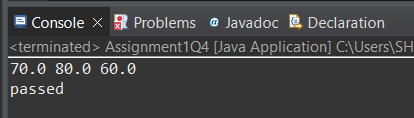 Console Problems @ Javadoc Declaration
<terminated> Assignment1Q4 [Java Application] C:\Users\SH
70.0 80.0 60.0
passed